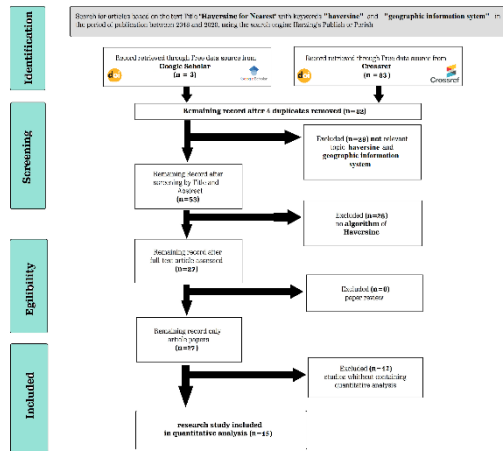 Identification
Search for articles based on the text Title "Haversine for Nearest" with keywords "haversine" and "geographic information sytem" in
the period of publication between 2016 and 2020, using the search engine Harzing's Publish or Perish
Record retrieved through Free data source from
Google Scholar
(n = 3)
Record retrieved through Free data source from
Crossref
(n = 83)
Crossref
Remaining record after 4 duplicates removed (n=82)
Screening
Excluded (n=29) not relevant
topic haversine and
geographic information
system
Remaining Record after
screening by Title and
Abstract
(n=53)
Excluded (n=26)
no algorithm of
Haversine
Egilibility
Remaining record after
full text article assessed
(n=27)
Excluded (n=0)
paper review
Remaining record only
article papers
(n=27)
Included
Excluded (n=12)
studies without containing
quantitative analysis
research study included
in quantitative analysis (n=15)